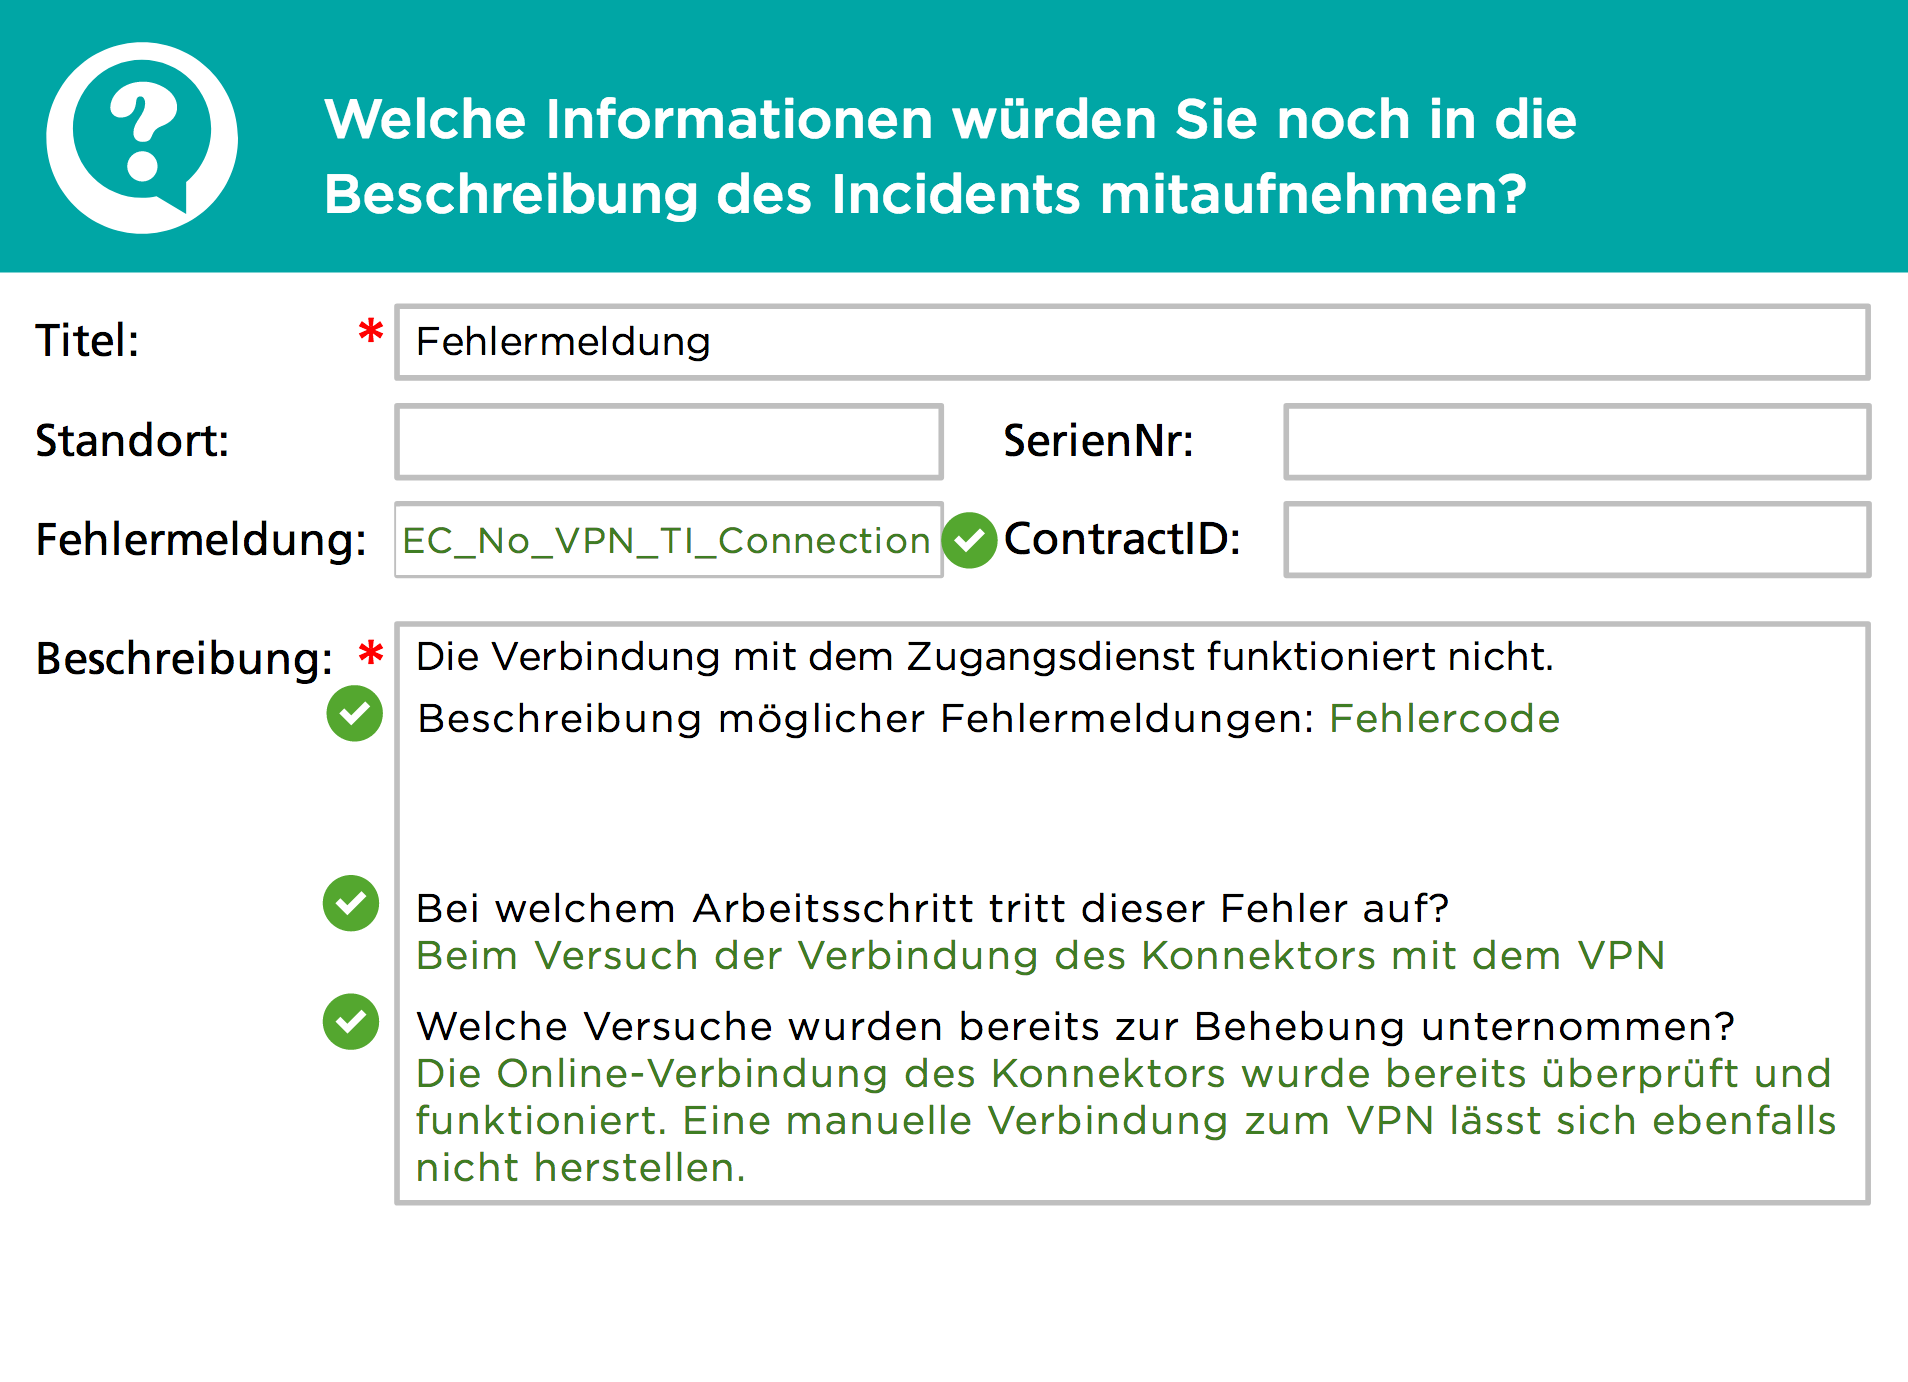 Welche Informationen würden Sie noch in die
Beschreibung des Incidents mitaufnehmen?
Titel: * Fehlermeldung
Standort: SerienNr:
Fehlermeldung: EC_No_VPN_TI_Connection ContractID:
Beschreibung: * Die Verbindung mit dem Zugangsdienst funktioniert nicht.
Beschreibung möglicher Fehlermeldungen: Fehlercode
Bei welchem Arbeitsschritt tritt dieser Fehler auf?
Beim Versuch der Verbindung des Konnektors mit dem VPN
Welche Versuche wurden bereits zur Behebung unternommen?
Die Online-Verbindung des Konnektors wurde bereits überprüft und
funktioniert. Eine manuelle Verbindung zum VPN lässt sich ebenfalls
nicht herstellen.